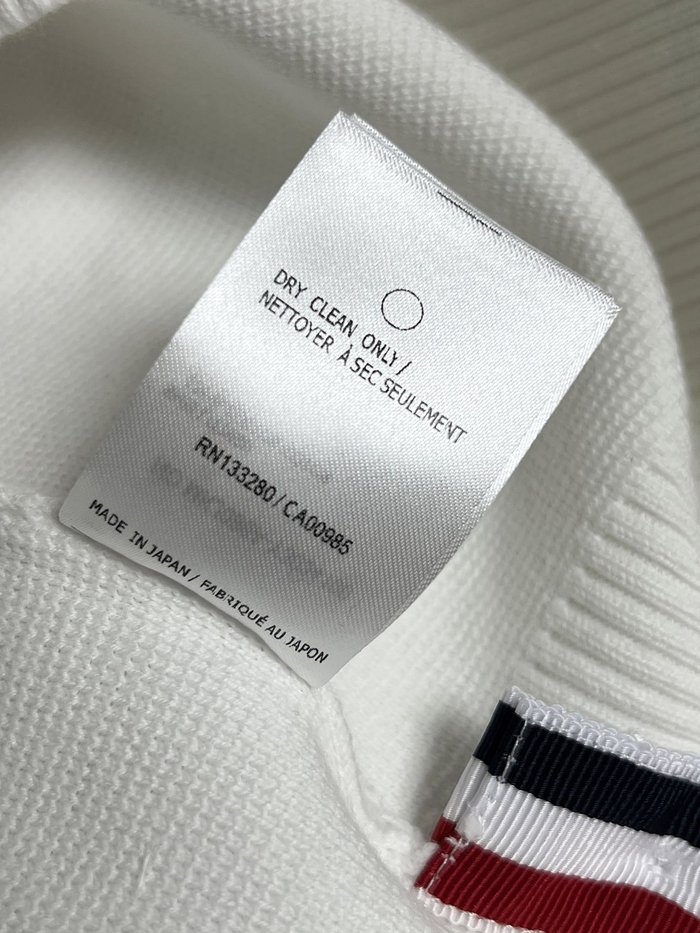 DRY CLEAN ONLY /
NETTOYER À SEC SEULEMENT
RN133280 / CA00985
MADE IN JAPAN / FABRIQUÉ AU JAPON